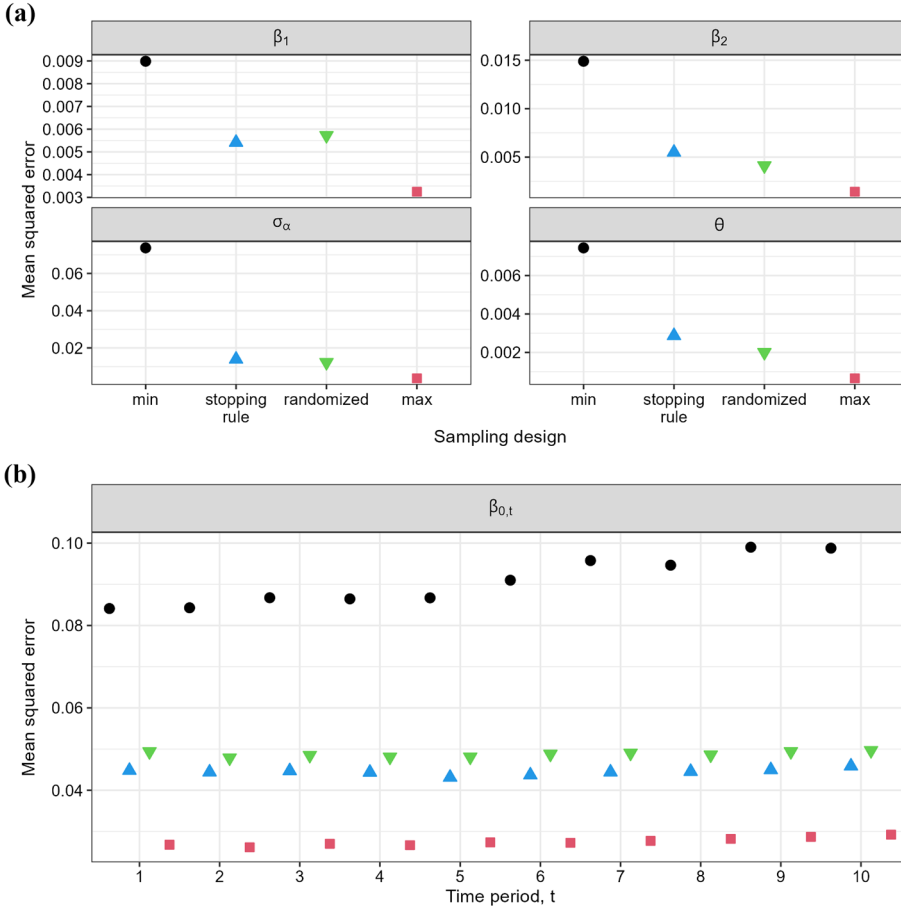 (a)
β1
β2
Mean squared error
0.009
0.008
0.007
0.006
0.005
0.004
0.003
0.015
0.010
0.005
σα
θ
0.06
0.04
0.02
0.006
0.004
0.002
min
stopping
rule
randomized
max
min
stopping
rule
randomized
max
Sampling design
(b)
β0,t
Mean squared error
0.10
0.08
0.06
0.04
1 2 3 4 5 6 7 8 9 10
Time period, t